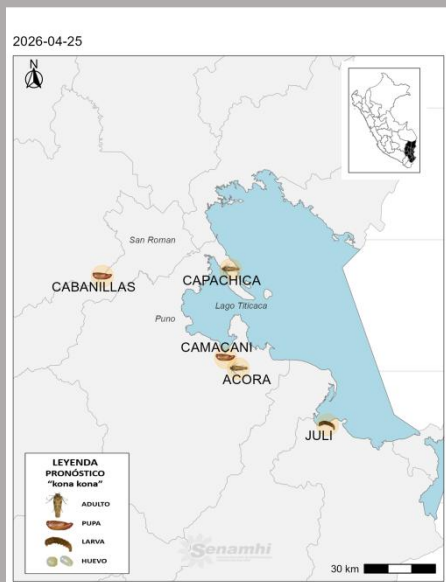 2026-04-25
N
San Roman
CABANILLAS
CAPACHICA
Lago Titicaca
Puno
CAMACANI
ACORA
JULI
LEYENDA
PRONÓSTICO
“kona kona”
ADULTO
PUPA
LARVA
HUEVO
Senamhi
30 km